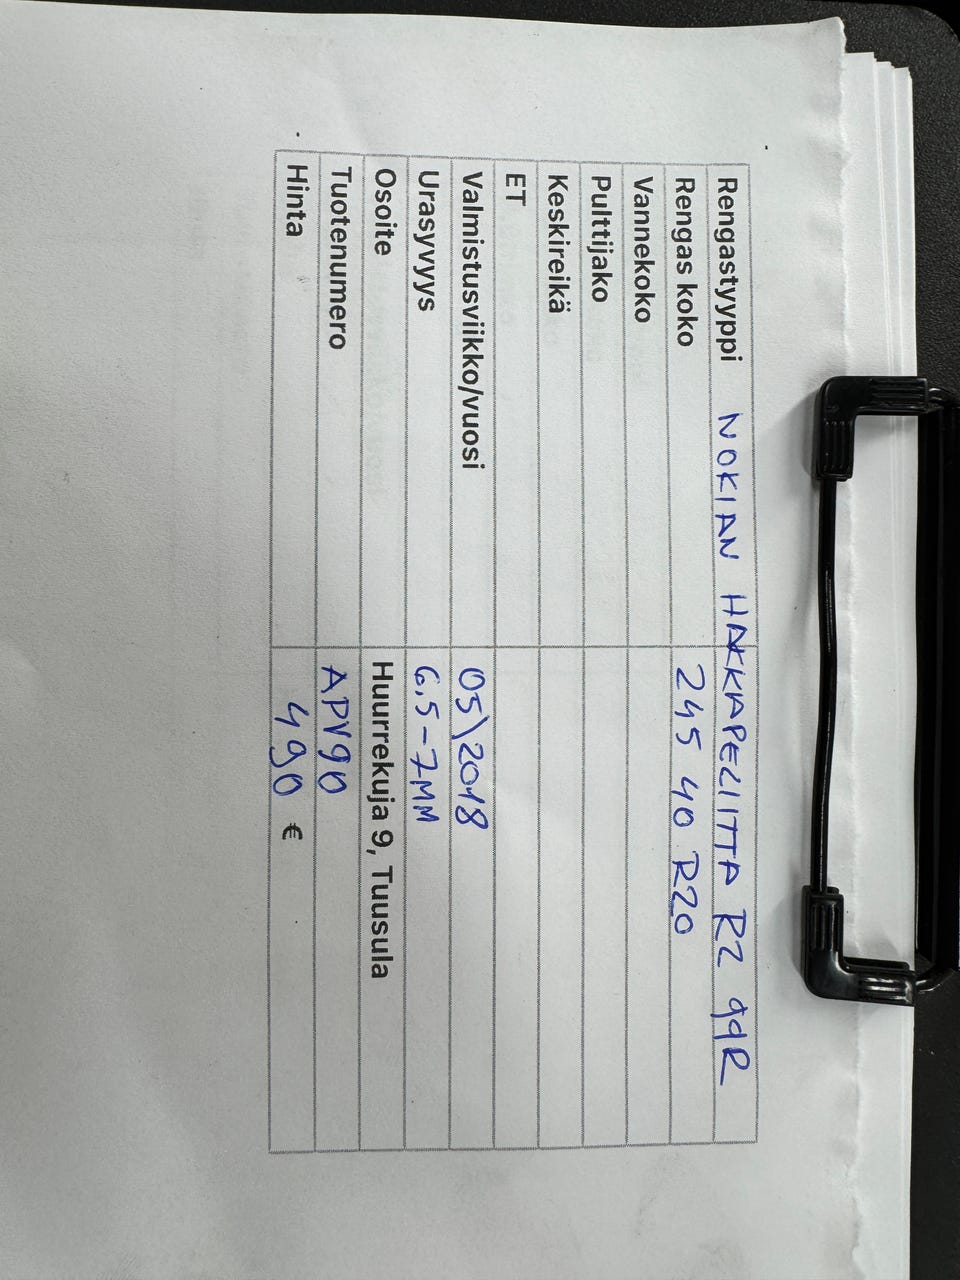 Rengastyyppi NOKIAN HAKKAPELIITTA R2 99R
Rengas koko 245 40 R20
Vannekoko
Pulttijako
Keskireikä
ET
Valmistusviikko/vuosi 05\2018
Urasyvyys 6,5-7MM
Osoite Huurrekuja 9, Tuusula
Tuotenumero APV90
Hinta 490 €